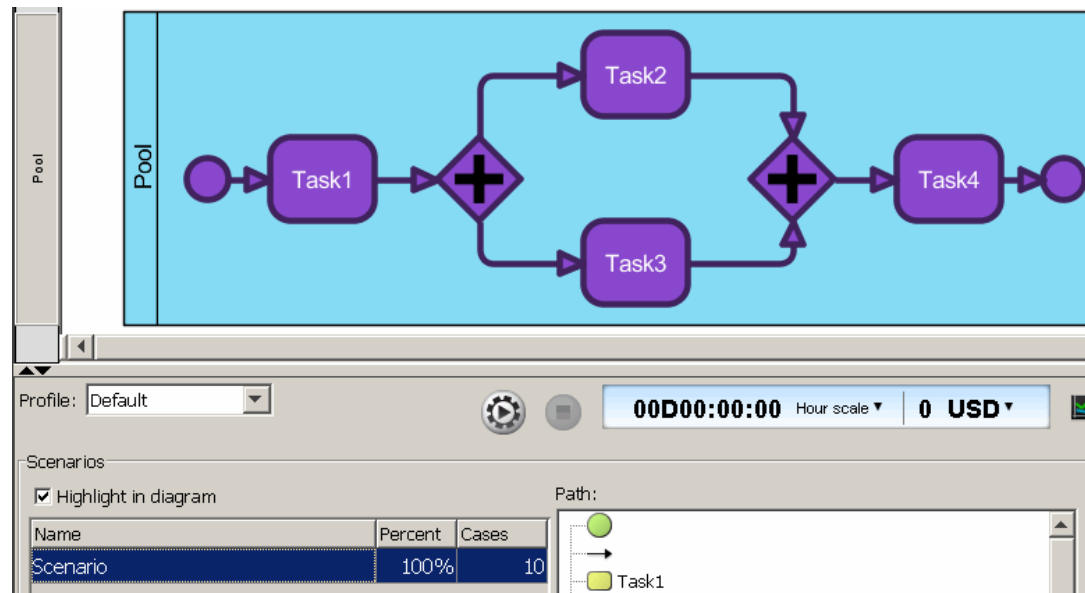 Pool
Pool
Task1
Task2
Task3
Task4
Profile: Default
00D00:00:00 Hour scale 0 USD
Scenarios
Highlight in diagram
Path:
Name Percent Cases
Scenario 100% 10
Task1